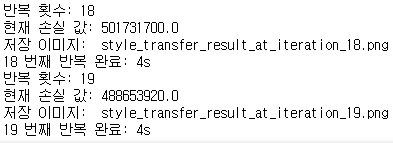 반복 횟수: 18
현재 손실 값: 501731700.0
저장 이미지:  style_transfer_result_at_iteration_18.png
18 번째 반복 완료: 4s
반복 횟수: 19
현재 손실 값: 488653920.0
저장 이미지:  style_transfer_result_at_iteration_19.png
19 번째 반복 완료: 4s